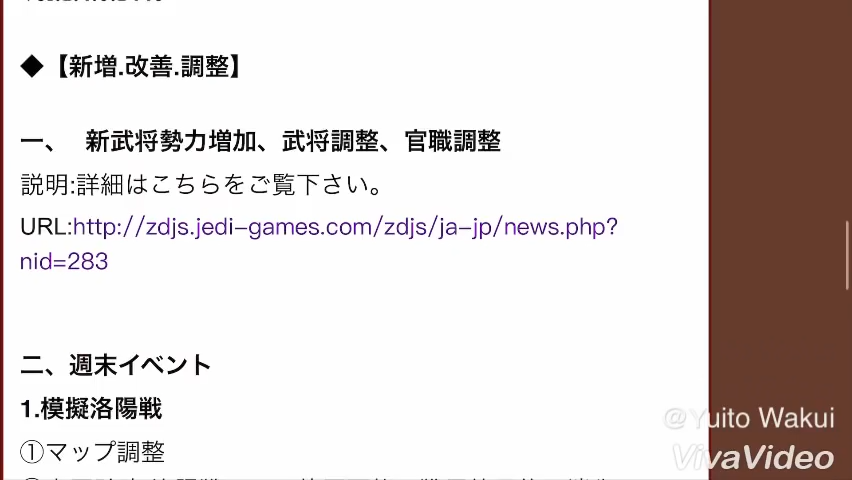 ◆【新増.改善.調整】
一、 新武将勢力増加、武将調整、官職調整
説明:詳細はこちらをご覧下さい。
URL:http://zdjs.jedi-games.com/zdjs/ja-jp/news.php?
nid=283
二、週末イベント
1.模擬洛陽戦
①マップ調整
@Yuito Wakui
VivaVideo